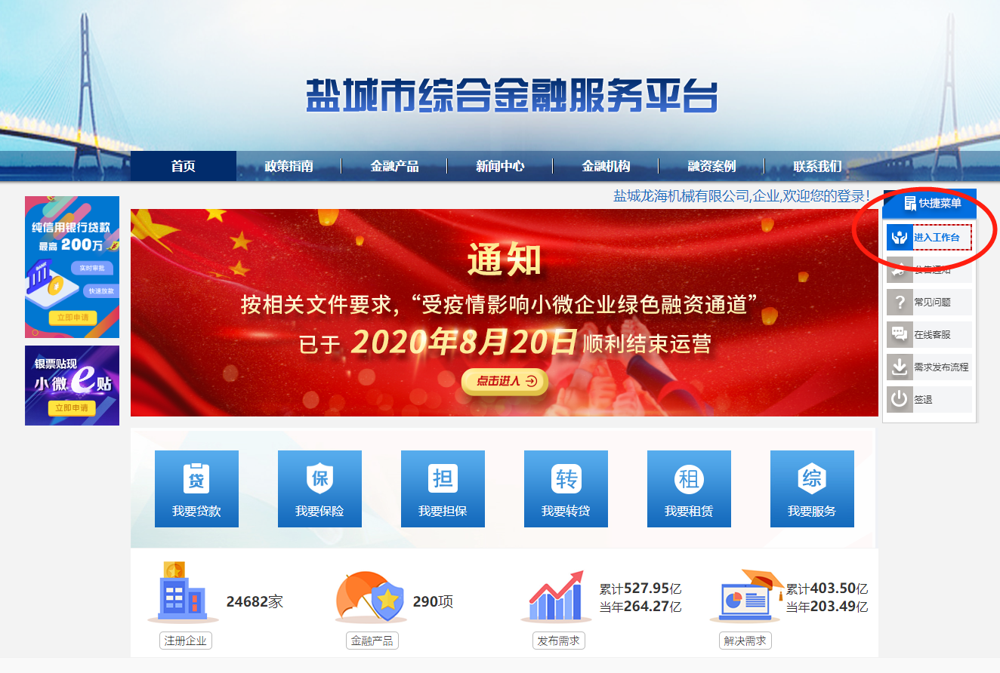 盐城市综合金融服务平台
首页 政策指南 金融产品 新闻中心 金融机构 融资案例 联系我们
盐城龙海机械有限公司,企业,欢迎您的登录!
纯信用银行贷款
最高 200万
实时审批
快速放款
立即申请
银票贴现
小微e贴
立即申请
通知
按相关文件要求，“受疫情影响小微企业绿色融资通道”
已于 2020年8月20日 顺利结束运营
点击进入
快捷菜单
进入工作台
公告通知
常见问题
在线客服
需求发布流程
签退
贷 保 担 转 租 综
我要贷款 我要保险 我要担保 我要转贷 我要租赁 我要服务
24682家
注册企业
290项
金融产品
累计527.95亿
当年264.27亿
发布需求
累计403.50亿
当年203.49亿
解决需求